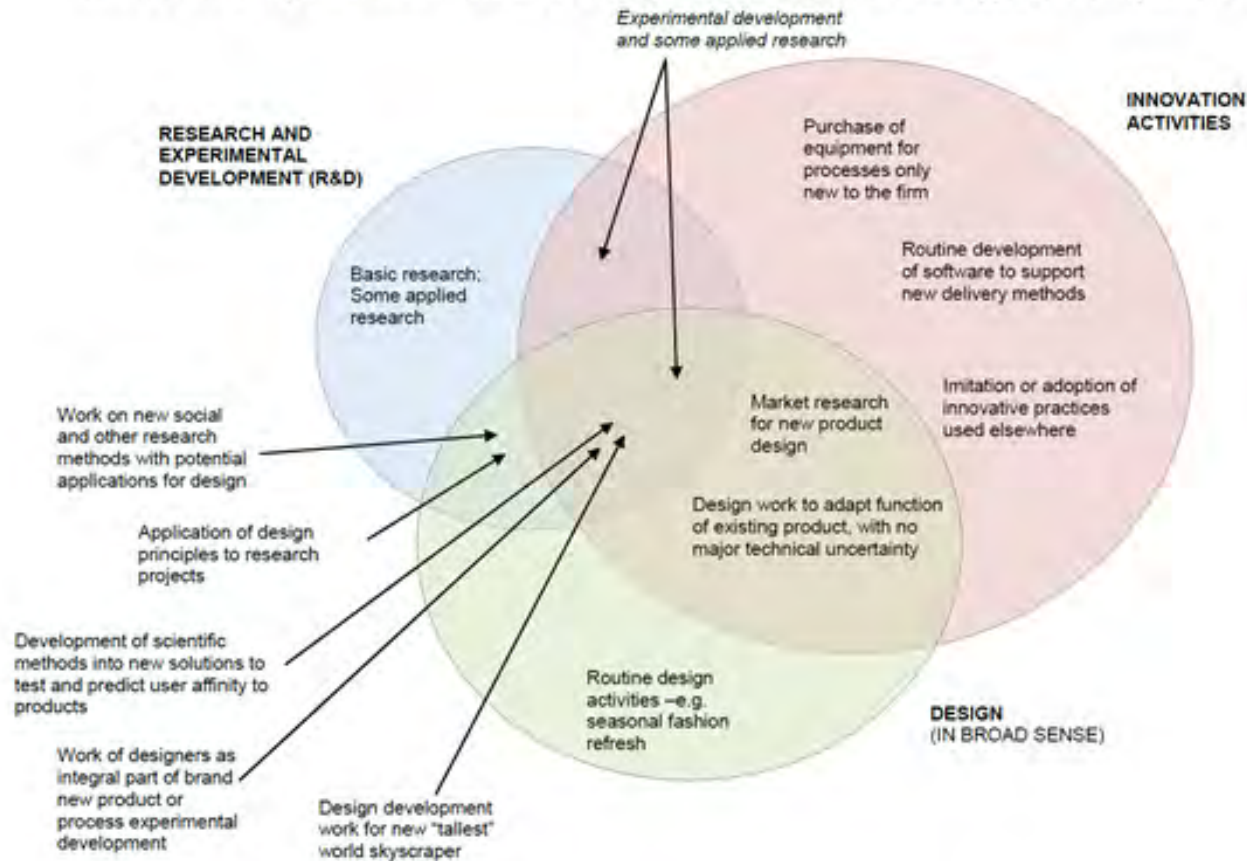 Experimental development
and some applied research
INNOVATION
ACTIVITIES
RESEARCH AND
EXPERIMENTAL
DEVELOPMENT (R&D)
Purchase of
equipment for
processes only
new to the firm
Routine development
of software to support
new delivery methods
Basic research;
Some applied
research
Imitation or adoption of
innovative practices
used elsewhere
Market research
for new product
design
Work on new social
and other research
methods with potential
applications for design
Design work to adapt function
of existing product, with no
major technical uncertainty
Application of design
principles to research
projects
Development of scientific
methods into new solutions to
test and predict user affinity to
products
Routine design
activities –e.g.
seasonal fashion
refresh
DESIGN
(IN BROAD SENSE)
Work of designers as
integral part of brand
new product or
process experimental
development
Design development
work for new "tallest"
world skyscraper